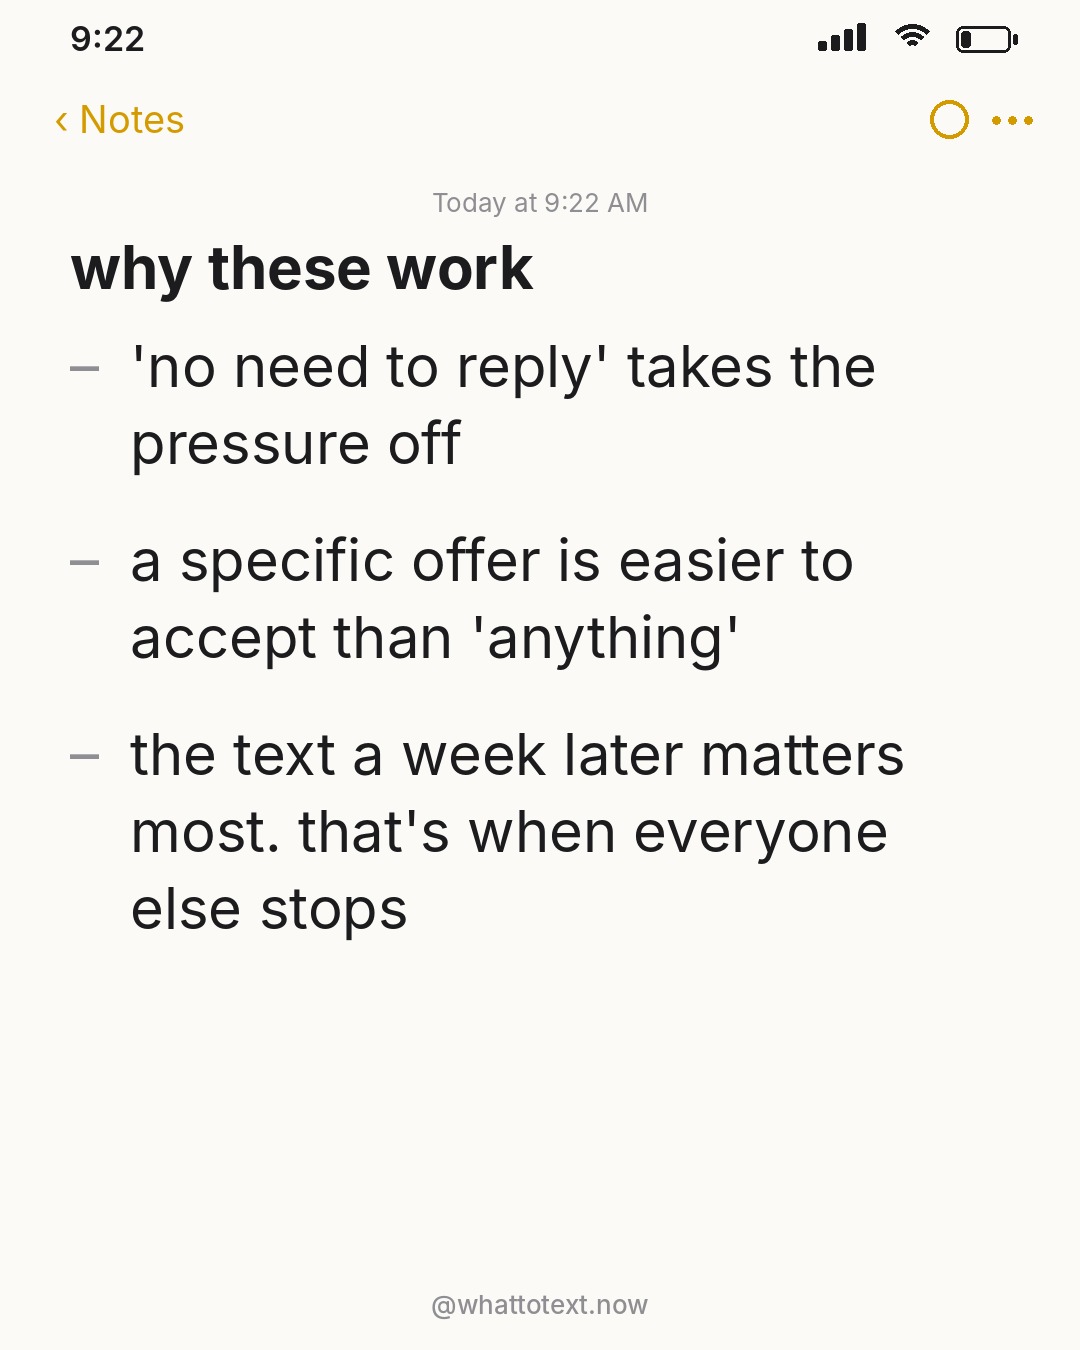 9:22
‹ Notes
Today at 9:22 AM
why these work
– 'no need to reply' takes the
pressure off
– a specific offer is easier to
accept than 'anything'
– the text a week later matters
most. that's when everyone
else stops
@whattotext.now